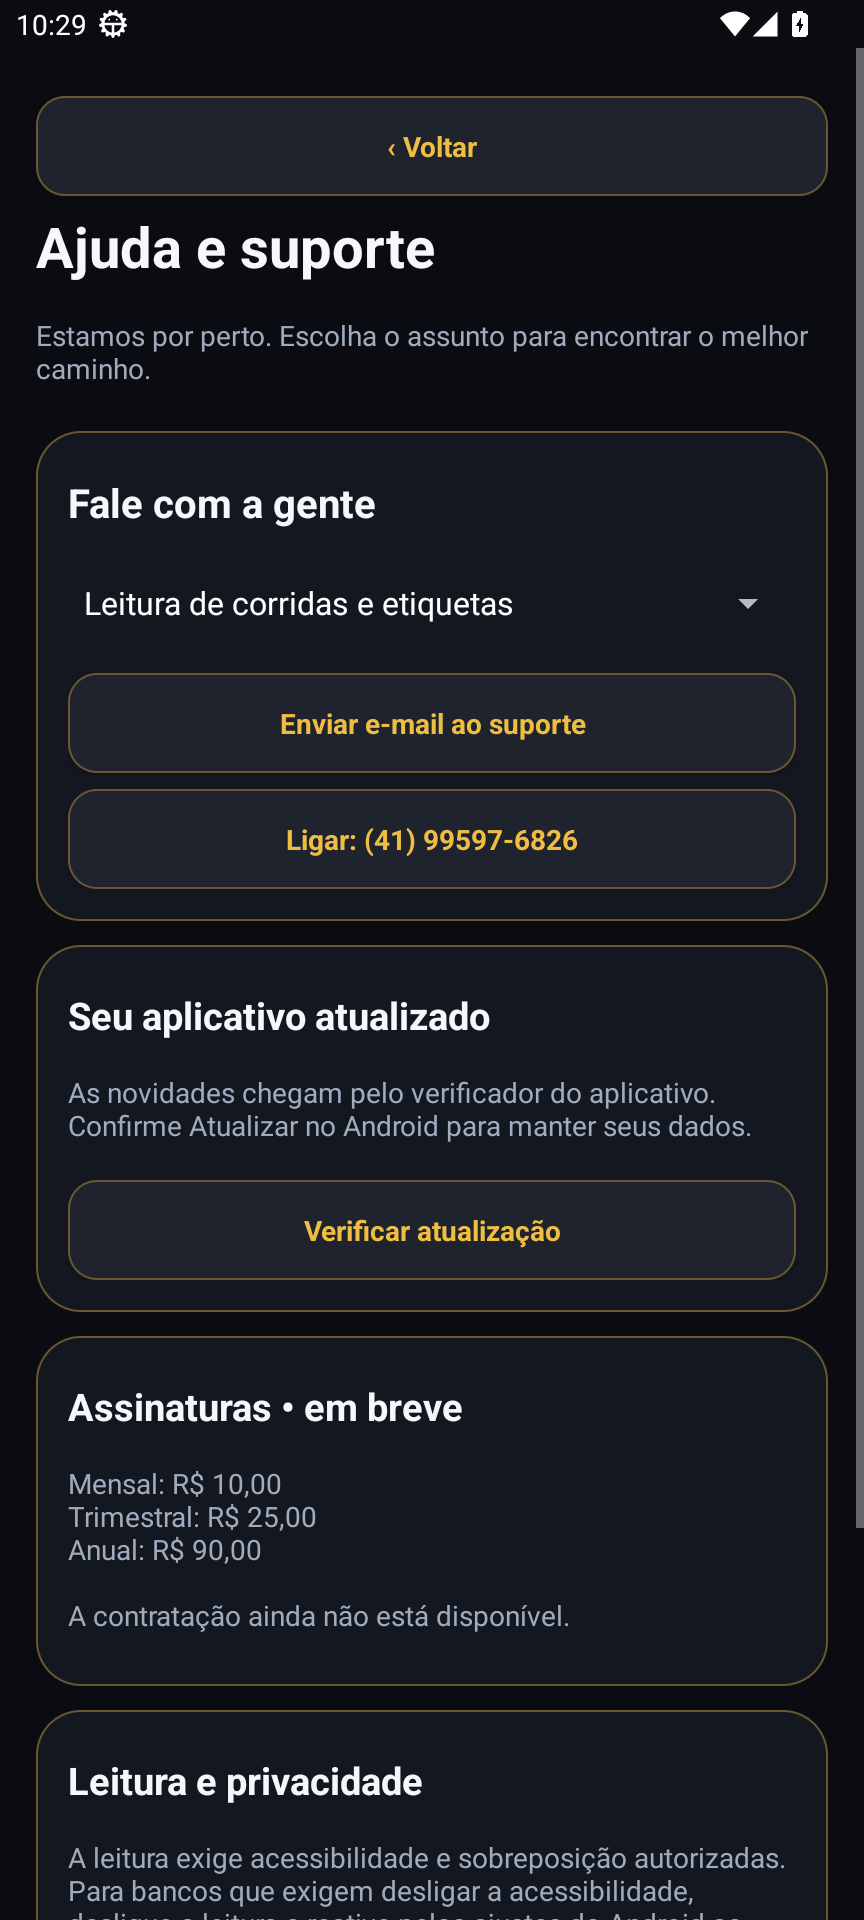 10:29
‹ Voltar
Ajuda e suporte
Estamos por perto. Escolha o assunto para encontrar o melhor
caminho.
Fale com a gente
Leitura de corridas e etiquetas
Enviar e-mail ao suporte
Ligar: (41) 99597-6826
Seu aplicativo atualizado
As novidades chegam pelo verificador do aplicativo.
Confirme Atualizar no Android para manter seus dados.
Verificar atualização
Assinaturas • em breve
Mensal: R$ 10,00
Trimestral: R$ 25,00
Anual: R$ 90,00
A contratação ainda não está disponível.
Leitura e privacidade
A leitura exige acessibilidade e sobreposição autorizadas.
Para bancos que exigem desligar a acessibilidade,